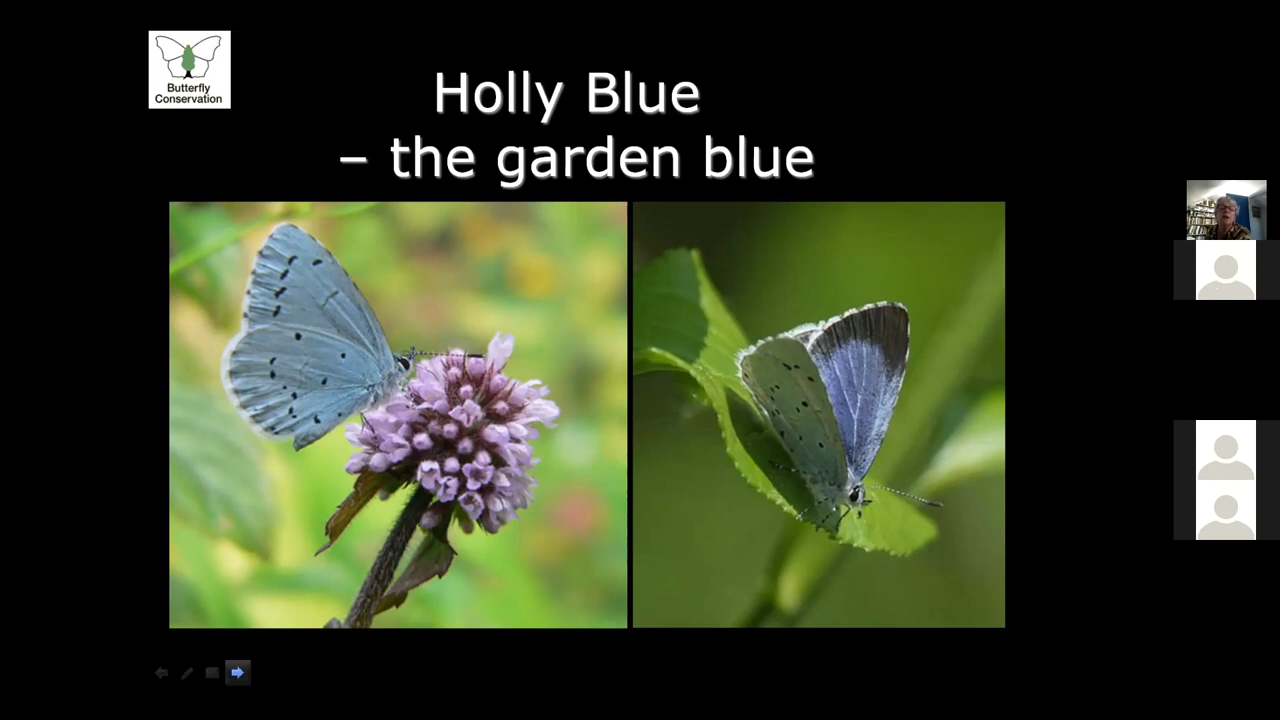 Butterfly
Conservation
Holly Blue
– the garden blue